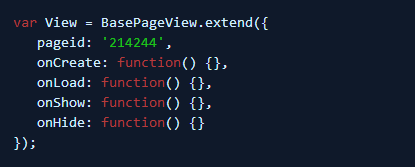 var View = BasePageView.extend({
    pageid: '214244',
    onCreate: function() {},
    onLoad: function() {},
    onShow: function() {},
    onHide: function() {}
});